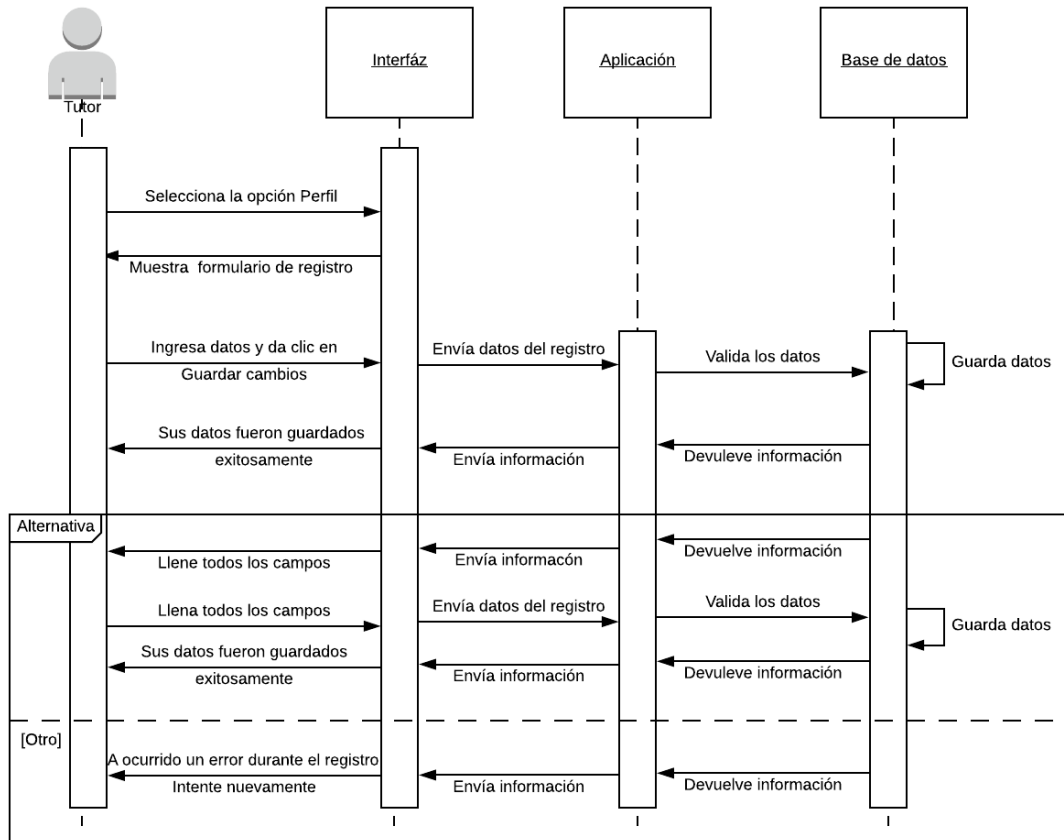 Tutor
Interfáz
Aplicación
Base de datos
Selecciona la opción Perfil
Muestra formulario de registro
Ingresa datos y da clic en
Guardar cambios
Envía datos del registro
Valida los datos
Guarda datos
Sus datos fueron guardados
exitosamente
Envía información
Devuleve información
Alternativa
Llene todos los campos
Envía informacón
Devuelve información
Llena todos los campos
Envía datos del registro
Valida los datos
Guarda datos
Sus datos fueron guardados
exitosamente
Envía información
Devuleve información
[Otro]
A ocurrido un error durante el registro
Intente nuevamente
Envía información
Devuelve información